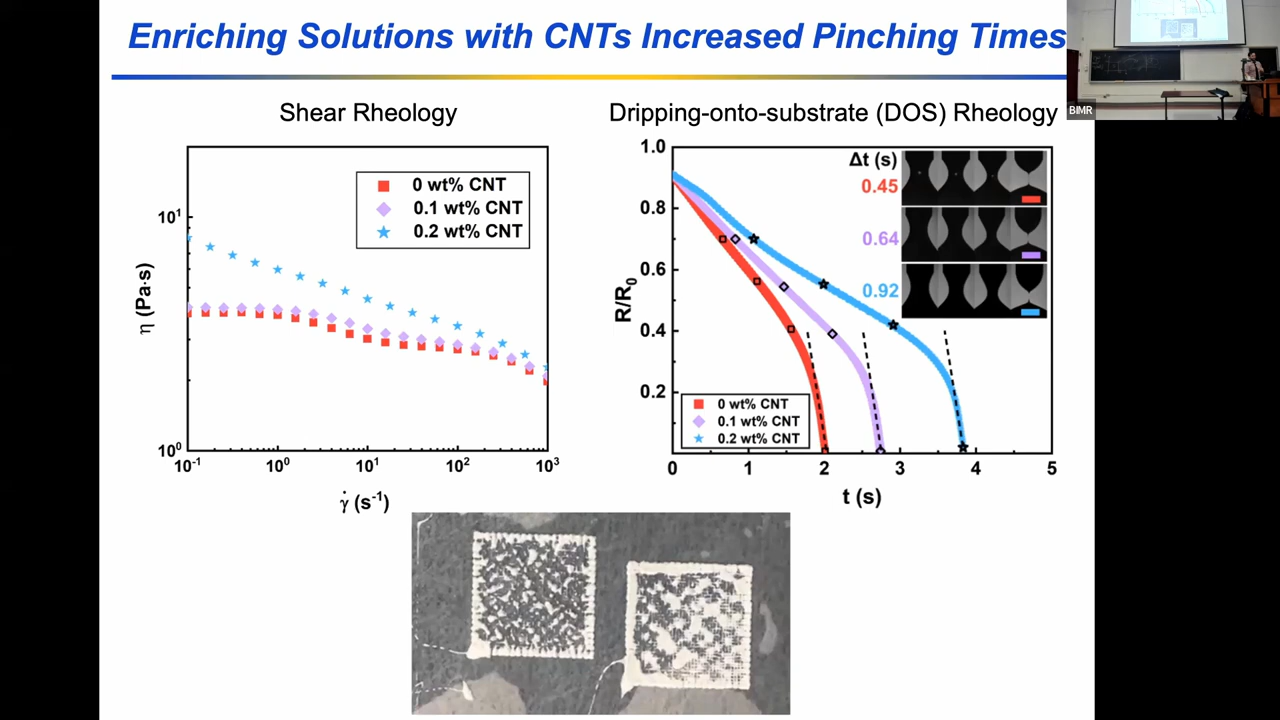 Enriching Solutions with CNTs Increased Pinching Times
BIMR
Shear Rheology
10¹
10⁰
η (Pa·s)
0 wt% CNT
0.1 wt% CNT
0.2 wt% CNT
10⁻¹ 10⁰ 10¹ 10² 10³
γ̇ (s⁻¹)
Dripping-onto-substrate (DOS) Rheology
1.0
0.8
0.6
0.4
0.2
R/R₀
Δt (s)
0.45
0.64
0.92
0 wt% CNT
0.1 wt% CNT
0.2 wt% CNT
0 1 2 3 4 5
t (s)